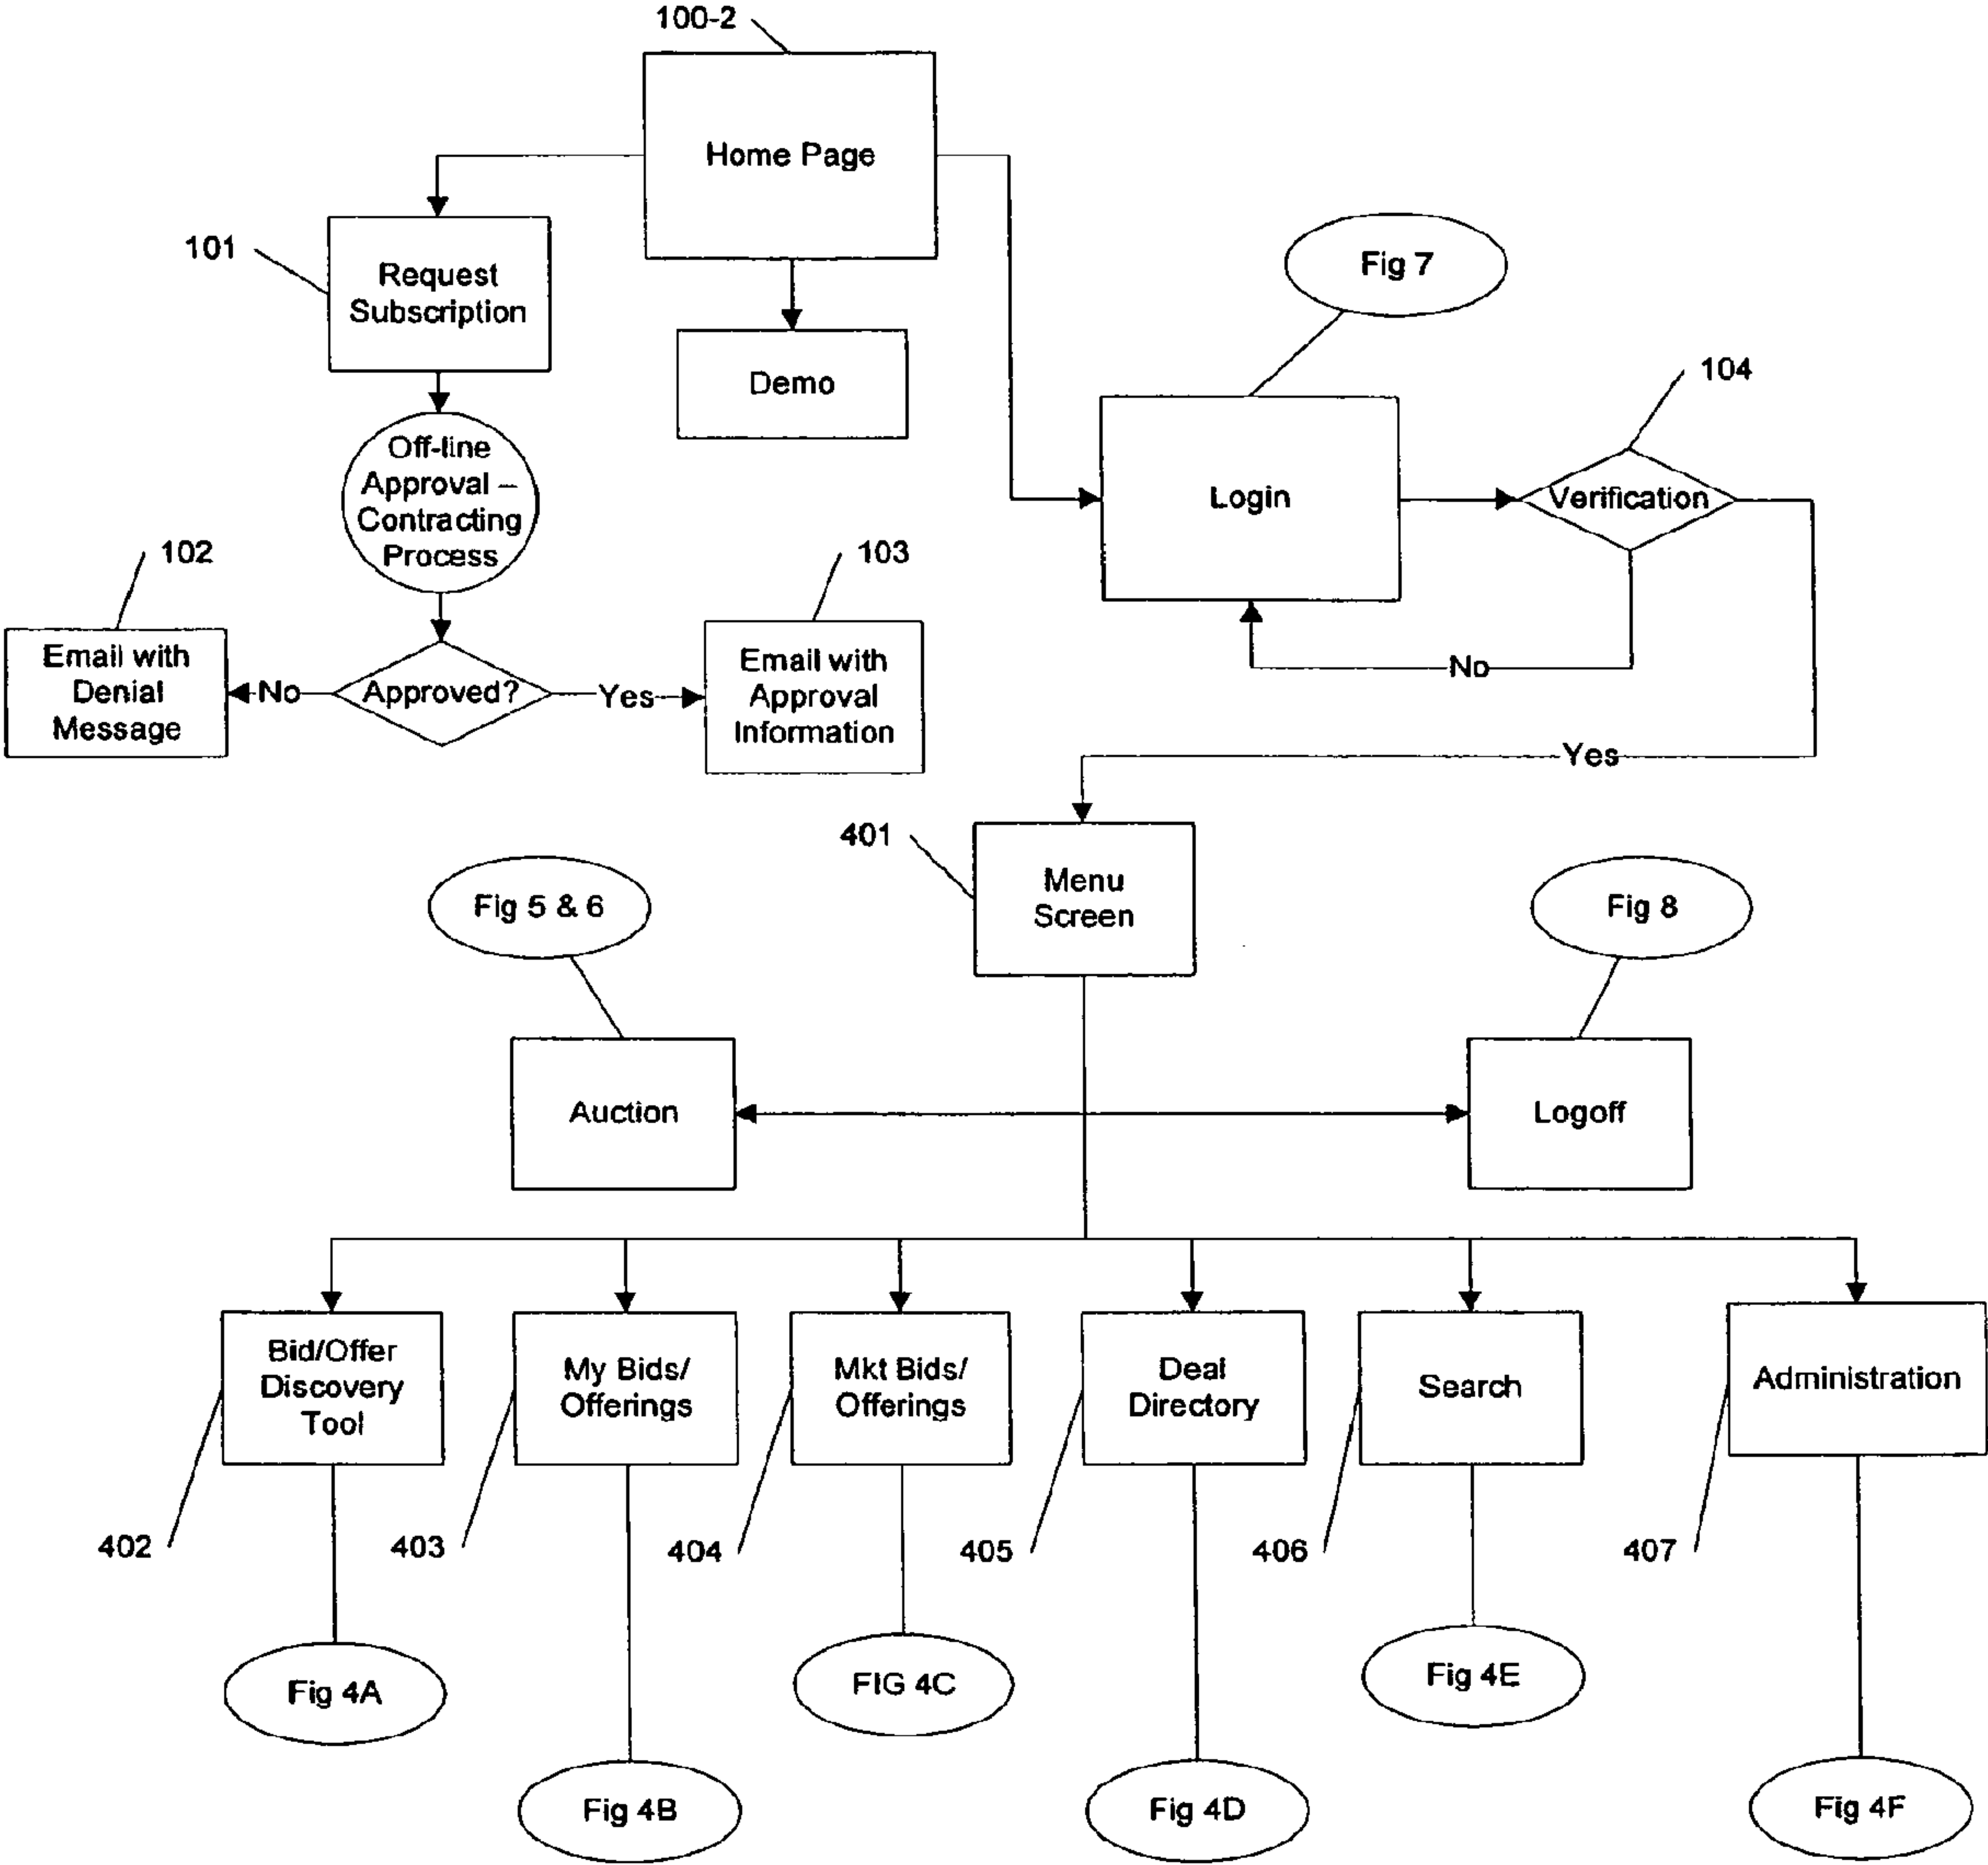 100-2
Home Page
101
Request
Subscription
Fig 7
Demo
104
Off-line
Approval –
Contracting
Process
Login
Verification
102
103
Email with
Denial
Message
No
Approved?
Yes
Email with
Approval
Information
No
Yes
401
Menu
Screen
Fig 5 & 6
Fig 8
Auction
Logoff
Bid/Offer
Discovery
Tool
My Bids/
Offerings
Mkt Bids/
Offerings
Deal
Directory
Search
Administration
402
403
404
405
406
407
Fig 4A
Fig 4B
FIG 4C
Fig 4D
Fig 4E
Fig 4F